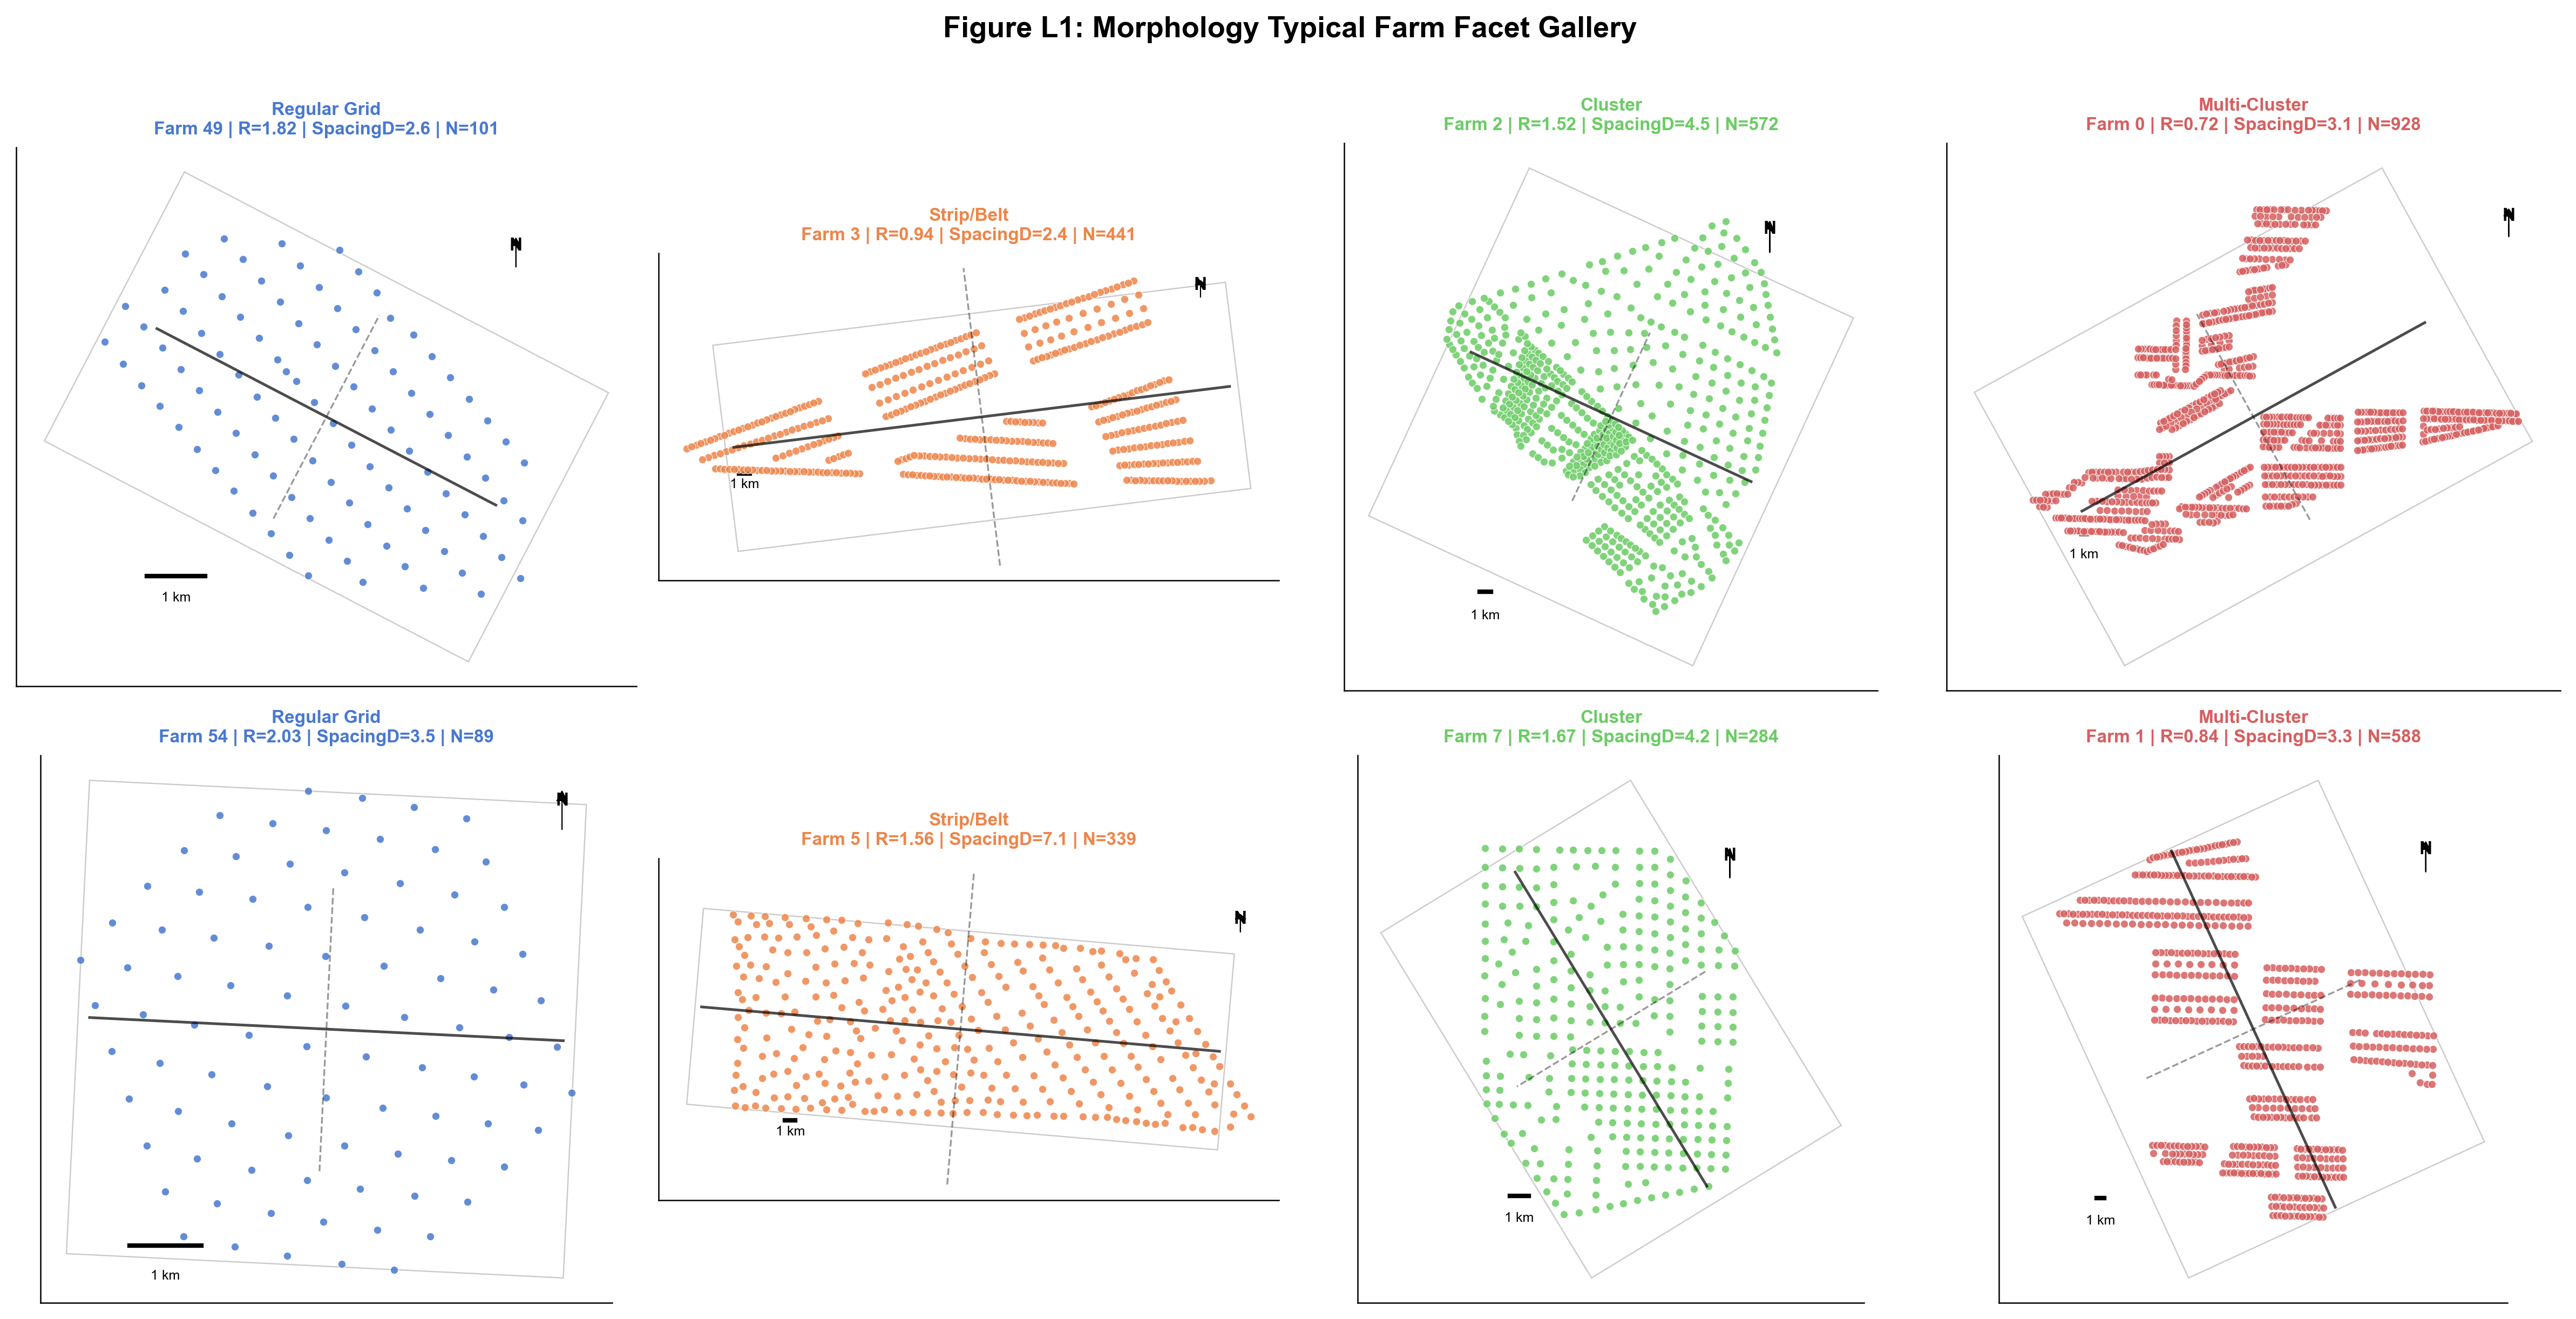 Figure L1: Morphology Typical Farm Facet Gallery
Regular Grid
Farm 49 | R=1.82 | SpacingD=2.6 | N=101
N
1 km
Strip/Belt
Farm 3 | R=0.94 | SpacingD=2.4 | N=441
N
1 km
Cluster
Farm 2 | R=1.52 | SpacingD=4.5 | N=572
N
1 km
Multi-Cluster
Farm 0 | R=0.72 | SpacingD=3.1 | N=928
N
1 km
Regular Grid
Farm 54 | R=2.03 | SpacingD=3.5 | N=89
N
1 km
Strip/Belt
Farm 5 | R=1.56 | SpacingD=7.1 | N=339
N
1 km
Cluster
Farm 7 | R=1.67 | SpacingD=4.2 | N=284
N
1 km
Multi-Cluster
Farm 1 | R=0.84 | SpacingD=3.3 | N=588
N
1 km